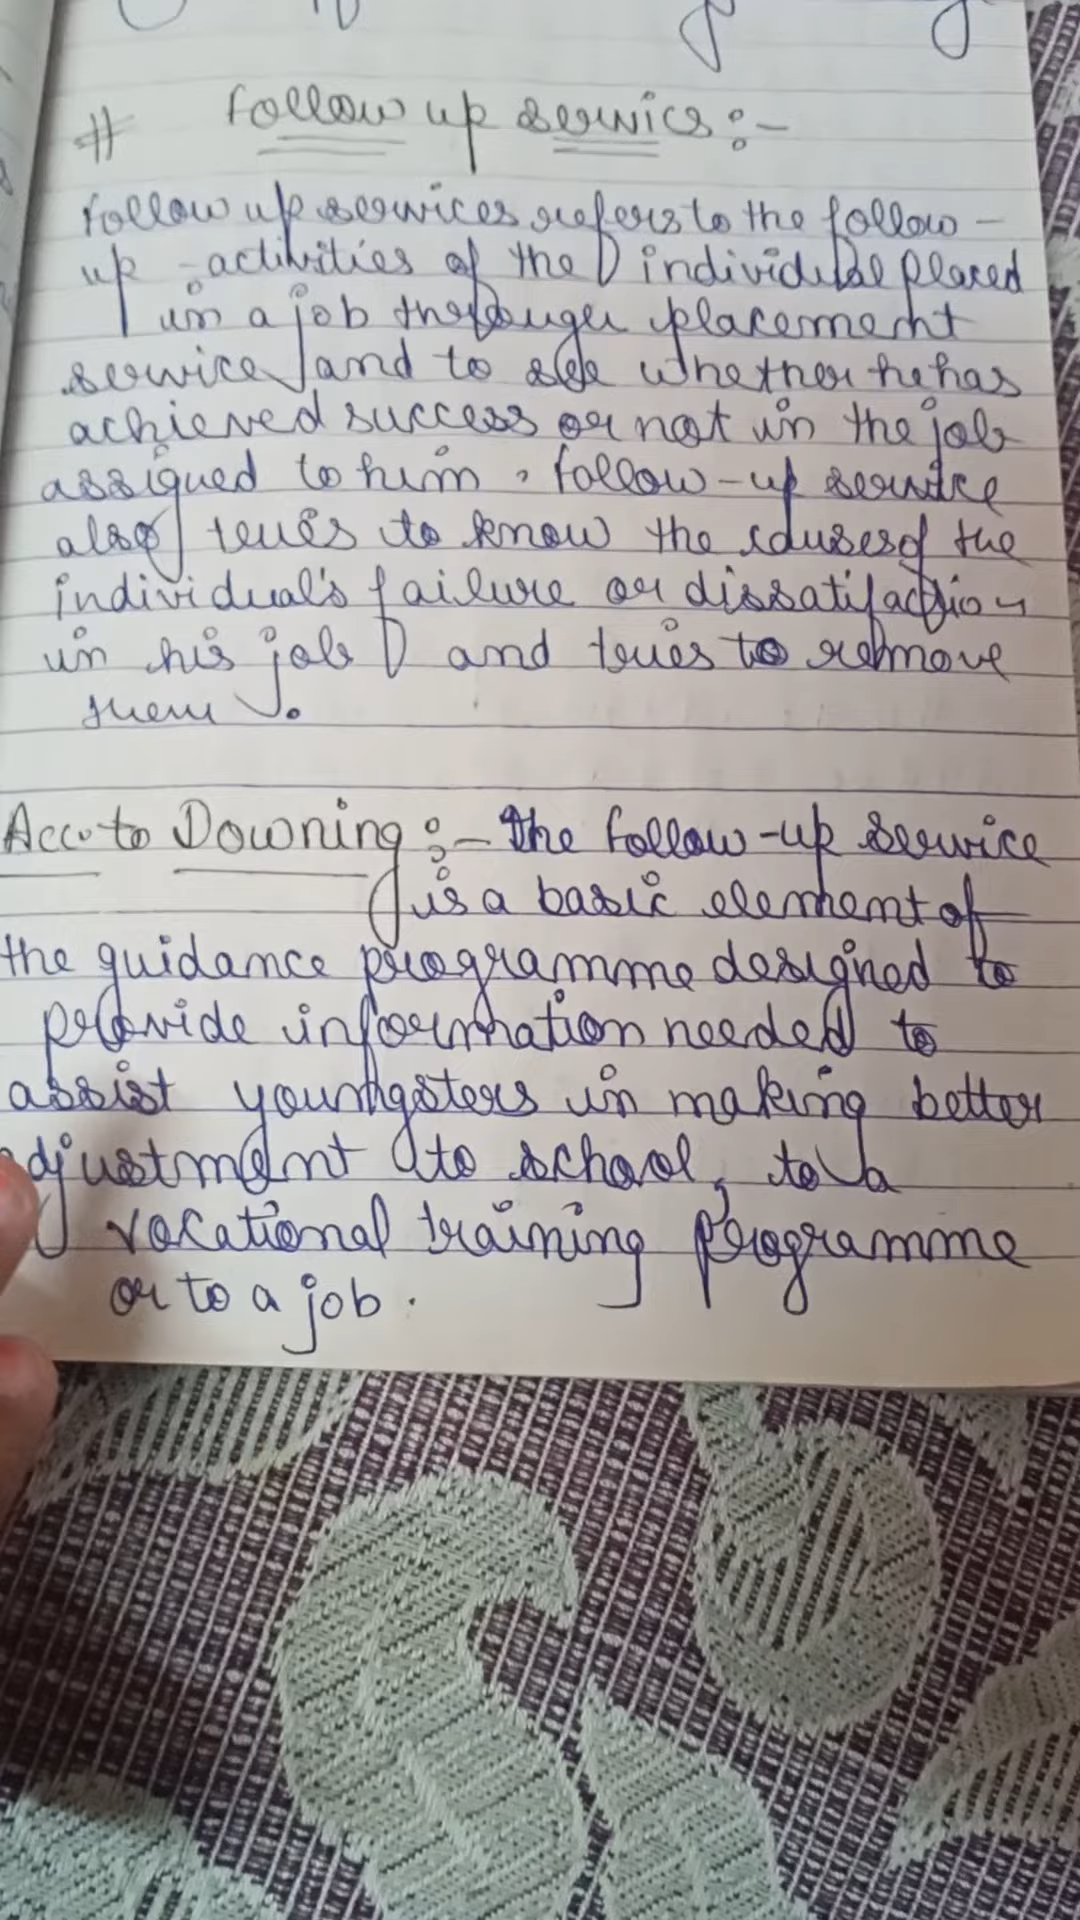 # Follow up service :-
Follow up services refers to the follow -
up - activities of the individual placed
in a job through placement
service and to see whether he has
achieved success or not in the job
assigned to him, follow-up service
also tries to know the causes of the
individual's failure or dissatifaction
in his job and tries to remove
them.
Acc. to Downing :- The follow-up service
is a basic element of
the guidance programme designed to
provide information needed to
assist youngsters in making better
adjustment to school, to a
vocational training programme
or to a job.